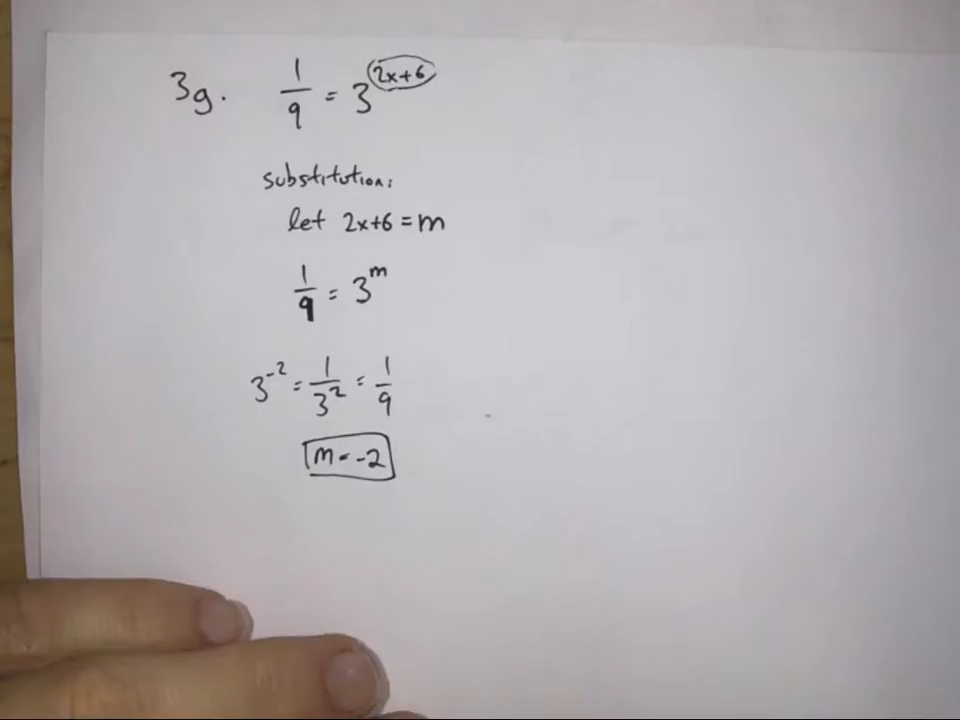 3g. 1/9 = 3^(2x+6)
substitution:
let 2x+6 = m
1/9 = 3^m
3^-2 = 1/3^2 = 1/9
m = -2